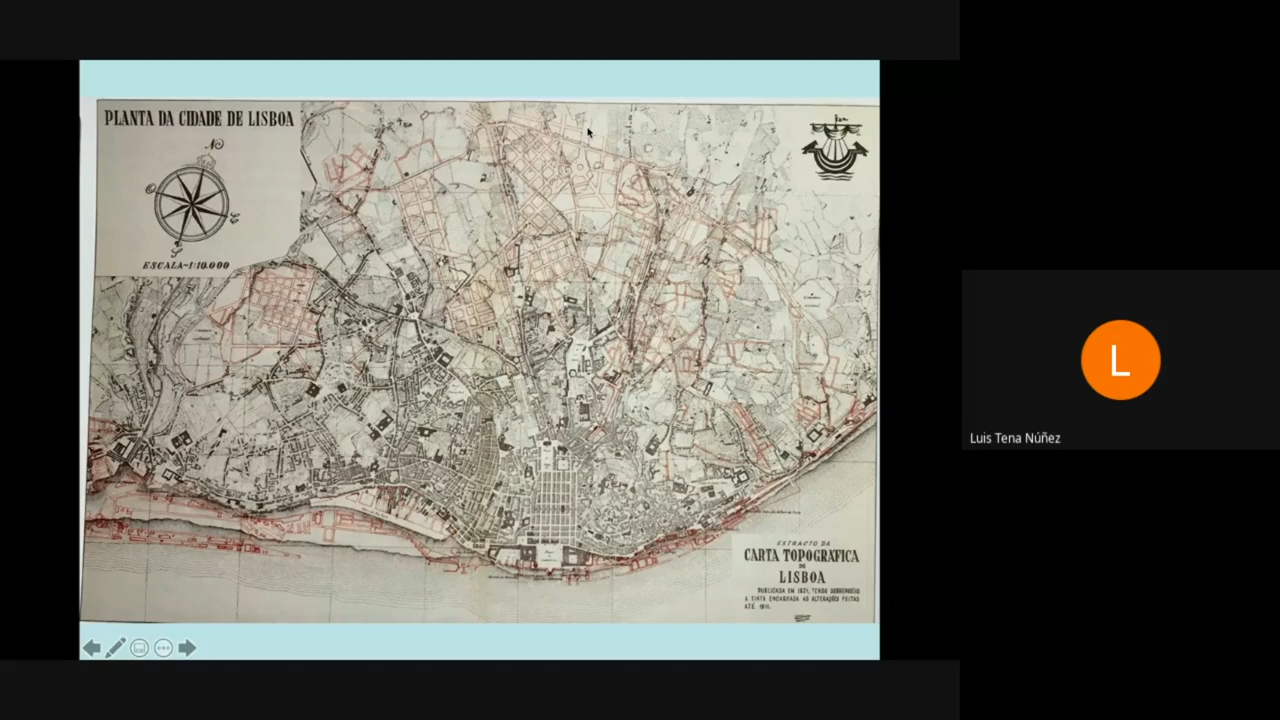 PLANTA DA CIDADE DE LISBOA
ESCALA-1:10.000
EXTRACTO DA
CARTA TOPOGRÁFICA
DE
LISBOA
PUBLICADA EM 1871, TENDO SOBREPOSTAS
A TINTA ENCARNADA AS ALTERAÇÕES FEITAS
ATÉ 1911.
L
Luis Tena Núñez